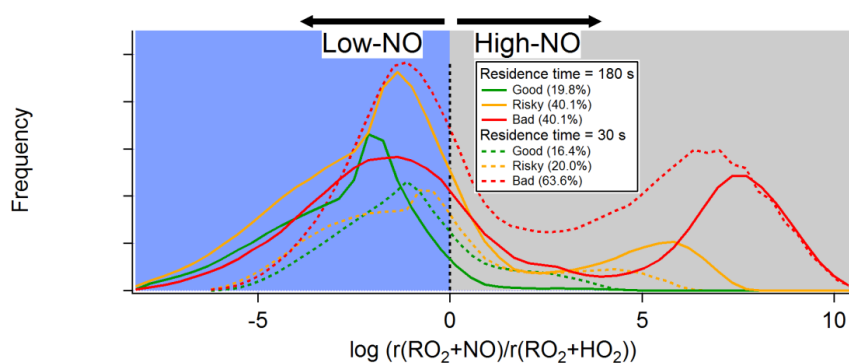 Low-NO High-NO
Frequency
Residence time = 180 s
Good (19.8%)
Risky (40.1%)
Bad (40.1%)
Residence time = 30 s
Good (16.4%)
Risky (20.0%)
Bad (63.6%)
-5 0 5 10
log (r(RO₂+NO)/r(RO₂+HO₂))